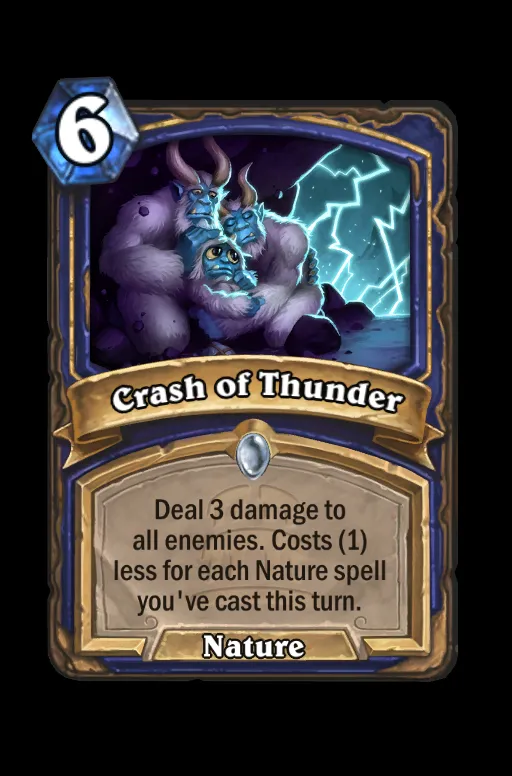 6
Crash of Thunder
Deal 3 damage to
all enemies. Costs (1)
less for each Nature spell
you've cast this turn.
Nature